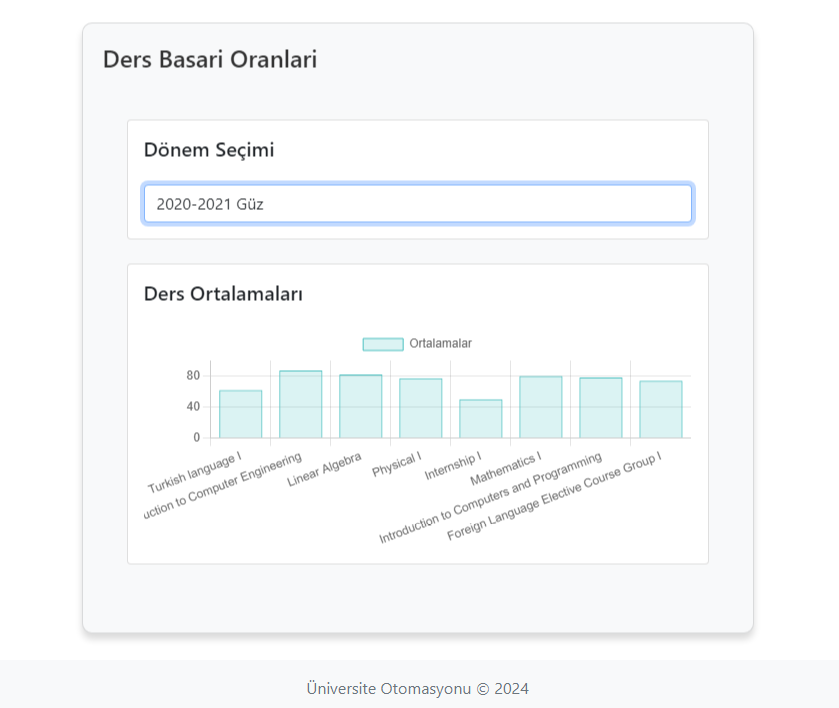 Ders Basari Oranlari
Dönem Seçimi
2020-2021 Güz
Ders Ortalamaları
Ortalamalar
80
40
0
Turkish language I
uction to Computer Engineering
Linear Algebra
Physical I
Internship I
Mathematics I
Introduction to Computers and Programming
Foreign Language Elective Course Group I
Üniversite Otomasyonu © 2024